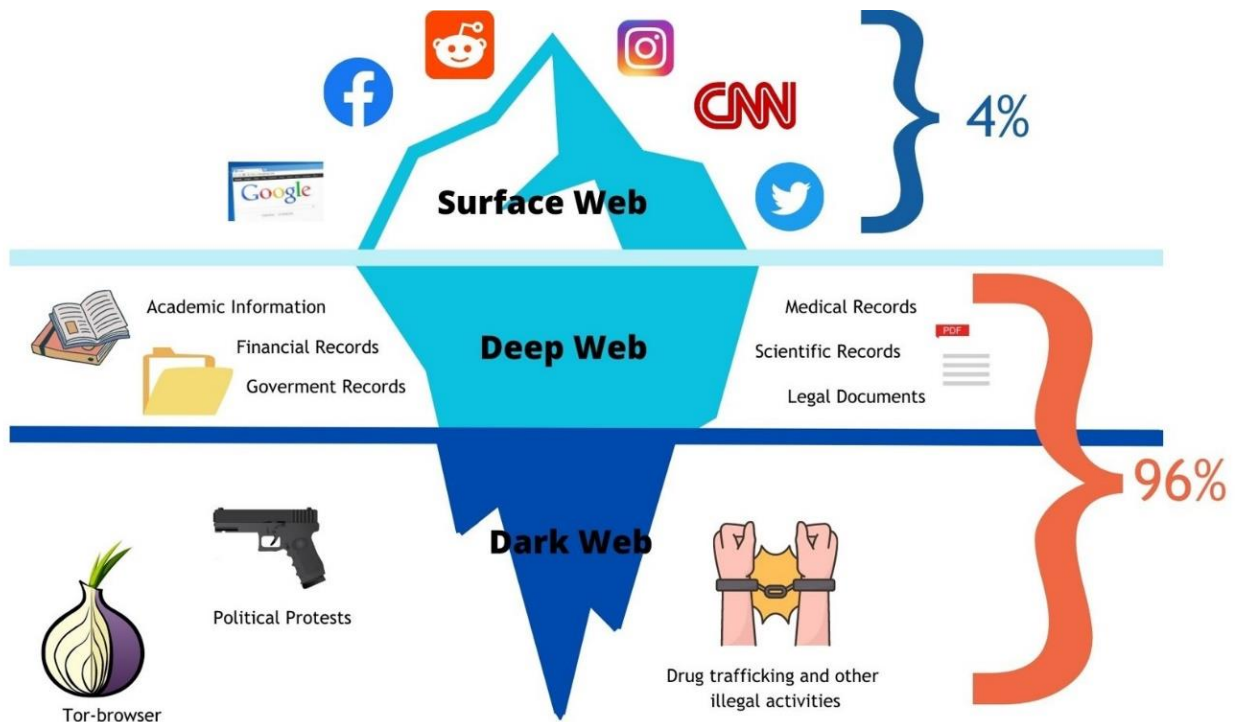 CNN
4%
Google
Surface Web
Academic Information
Medical Records
PDF
Financial Records
Deep Web
Scientific Records
Goverment Records
Legal Documents
96%
Dark Web
Political Protests
Drug trafficking and other
illegal activities
Tor-browser